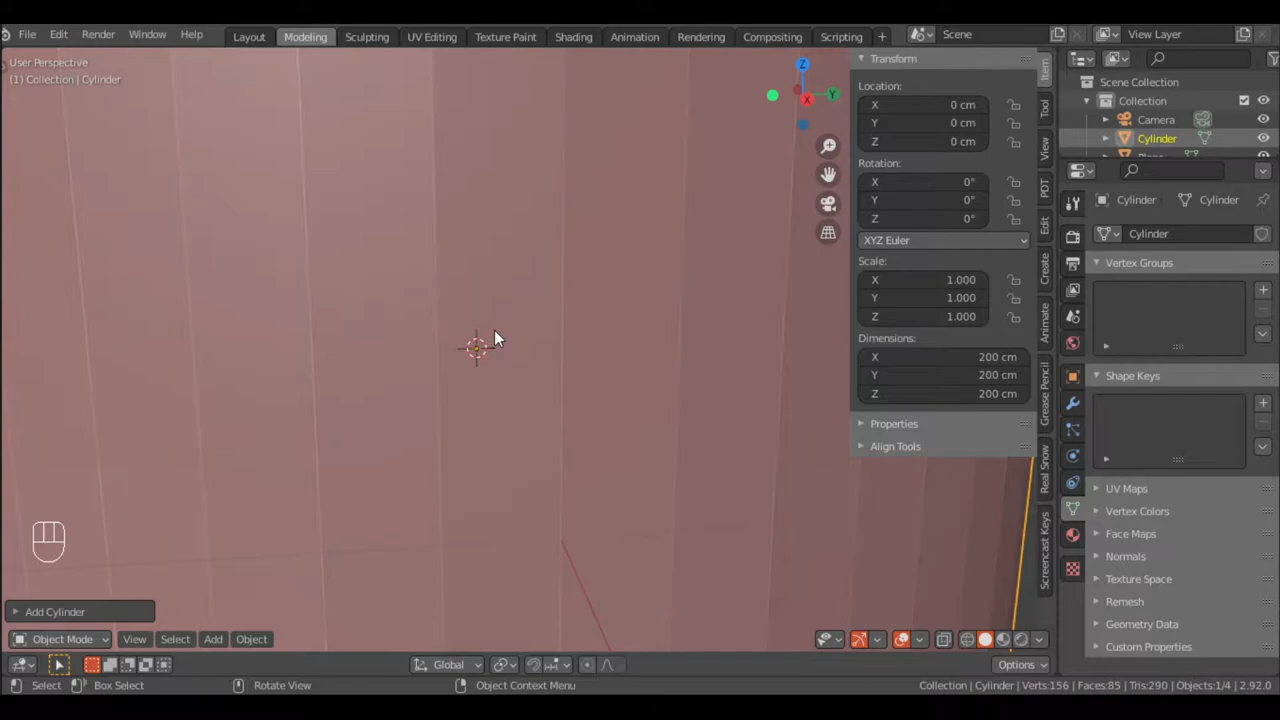 File Edit Render Window Help Layout Modeling Sculpting UV Editing Texture Paint Shading Animation Rendering Compositing Scripting + Scene View Layer
User Perspective
(1) Collection | Cylinder
Z
Y
X
Transform
Location:
X 0 cm
Y 0 cm
Z 0 cm
Rotation:
X 0°
Y 0°
Z 0°
XYZ Euler
Scale:
X 1.000
Y 1.000
Z 1.000
Dimensions:
X 200 cm
Y 200 cm
Z 200 cm
Properties
Align Tools
Item
Tool
View
PDT
Edit
Create
Animate
Grease Pencil
Real Snow
Screencast Keys
Scene Collection
Collection
Camera
Cylinder
Cylinder Cylinder
Cylinder
Vertex Groups
Shape Keys
UV Maps
Vertex Colors
Face Maps
Normals
Texture Space
Remesh
Geometry Data
Custom Properties
Add Cylinder
Object Mode View Select Add Object
Global Options
Select Box Select Rotate View Object Context Menu Collection | Cylinder | Verts:156 | Faces:85 | Tris:290 | Objects:1/4 | 2.92.0